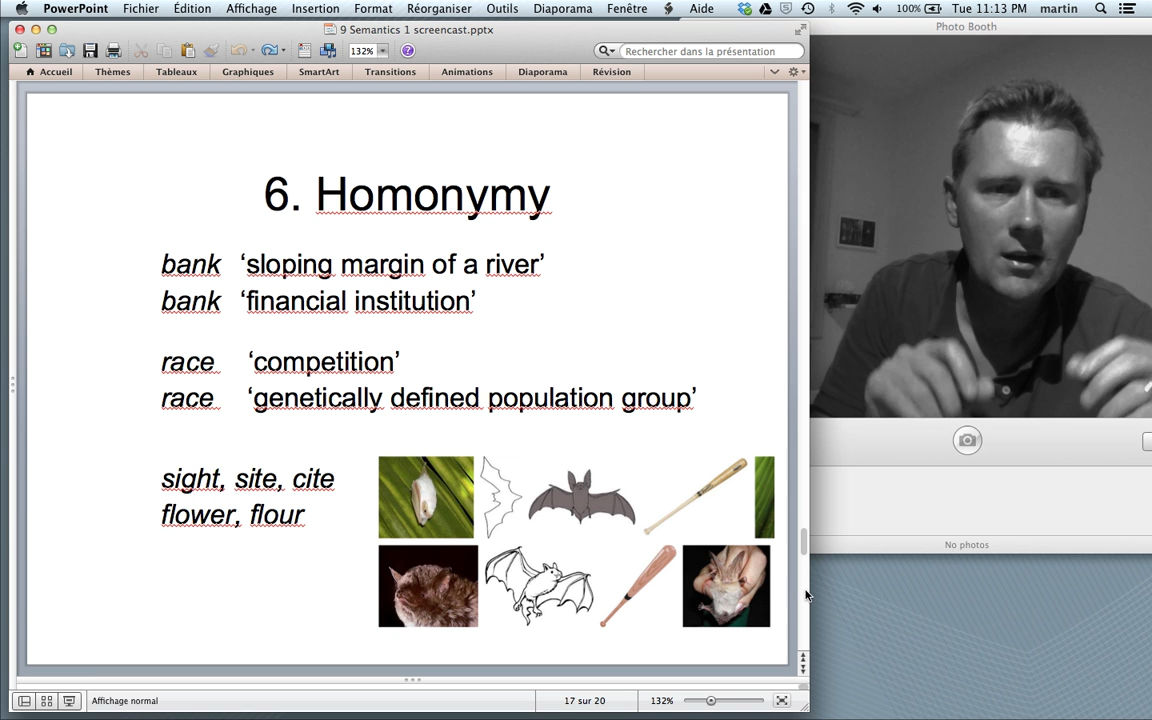 PowerPoint Fichier Édition Affichage Insertion Format Réorganiser Outils Diaporama Fenêtre Aide 100% Tue 11:13 PM martin
9 Semantics 1 screencast.pptx
Photo Booth
132%
Rechercher dans la présentation
Accueil Thèmes Tableaux Graphiques SmartArt Transitions Animations Diaporama Révision
6. Homonymy
bank ‘sloping margin of a river’
bank ‘financial institution’
race ‘competition’
race ‘genetically defined population group’
sight, site, cite
flower, flour
No photos
Affichage normal 17 sur 20 132%